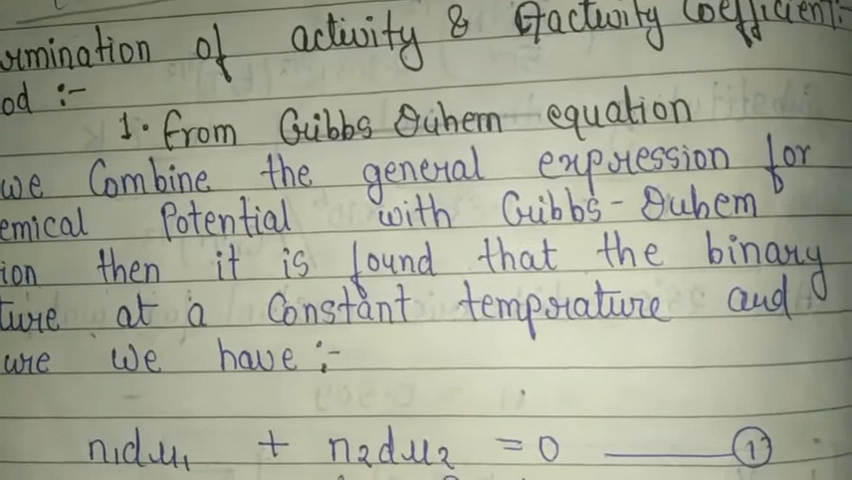 ermination of activity & activity Coefficient:-
od :-
1. From Gibbs Duhem equation
we Combine the general expression for
emical Potential with Gibbs-Duhem
ion then it is found that the binary
ture at a Constant temprature and
ure we have :-
n₁dμ₁ + n₂dμ₂ = 0 ——— ①